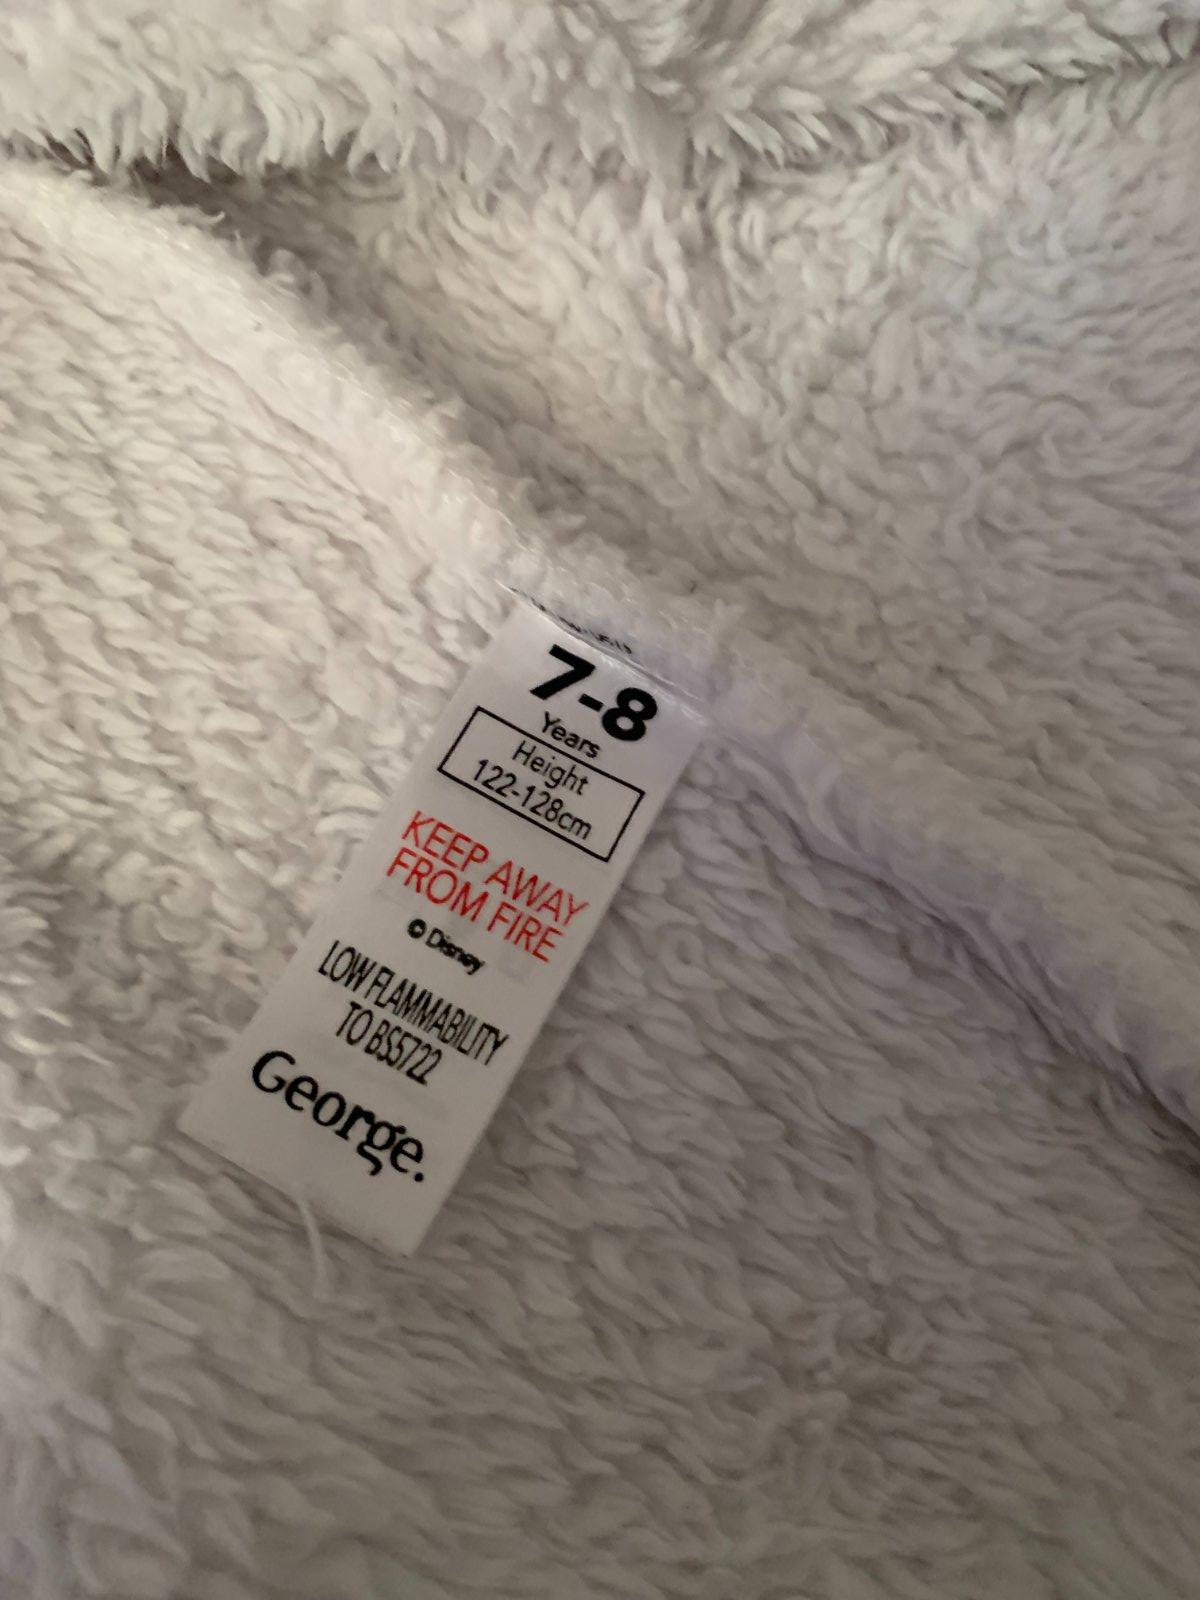 7-8
Years
Height
122-128cm
KEEP AWAY
FROM FIRE
© Disney
LOW FLAMMABILITY
TO BS5722
George.